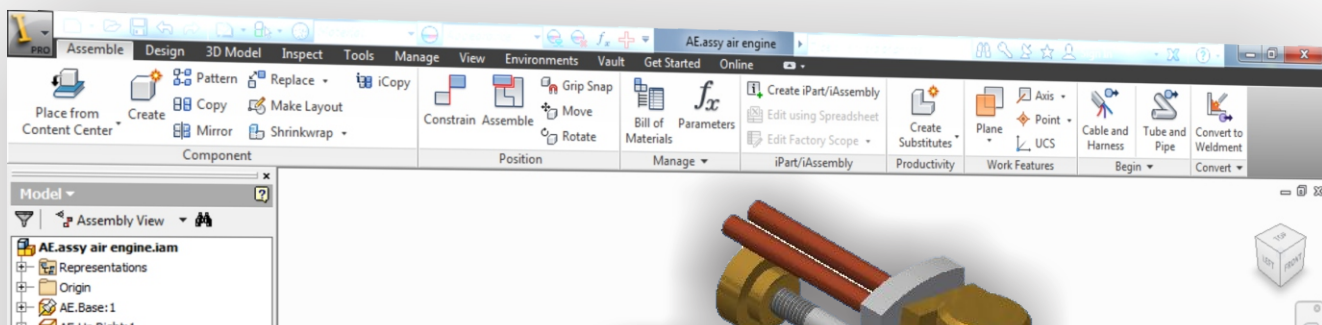 PRO
AE.assy air engine
Assemble Design 3D Model Inspect Tools Manage View Environments Vault Get Started Online
Place from Content Center
Create
Pattern
Copy
Mirror
Replace
Make Layout
Shrinkwrap
iCopy
Component
Constrain
Assemble
Grip Snap
Move
Rotate
Position
Bill of Materials
fx
Parameters
Manage
Create iPart/iAssembly
Edit using Spreadsheet
Edit Factory Scope
iPart/iAssembly
Create Substitutes
Productivity
Plane
Axis
Point
UCS
Work Features
Cable and Harness
Tube and Pipe
Begin
Convert to Weldment
Convert
Model
Assembly View
AE.assy air engine.iam
Representations
Origin
AE.Base:1
TOP
LEFT
FRONT